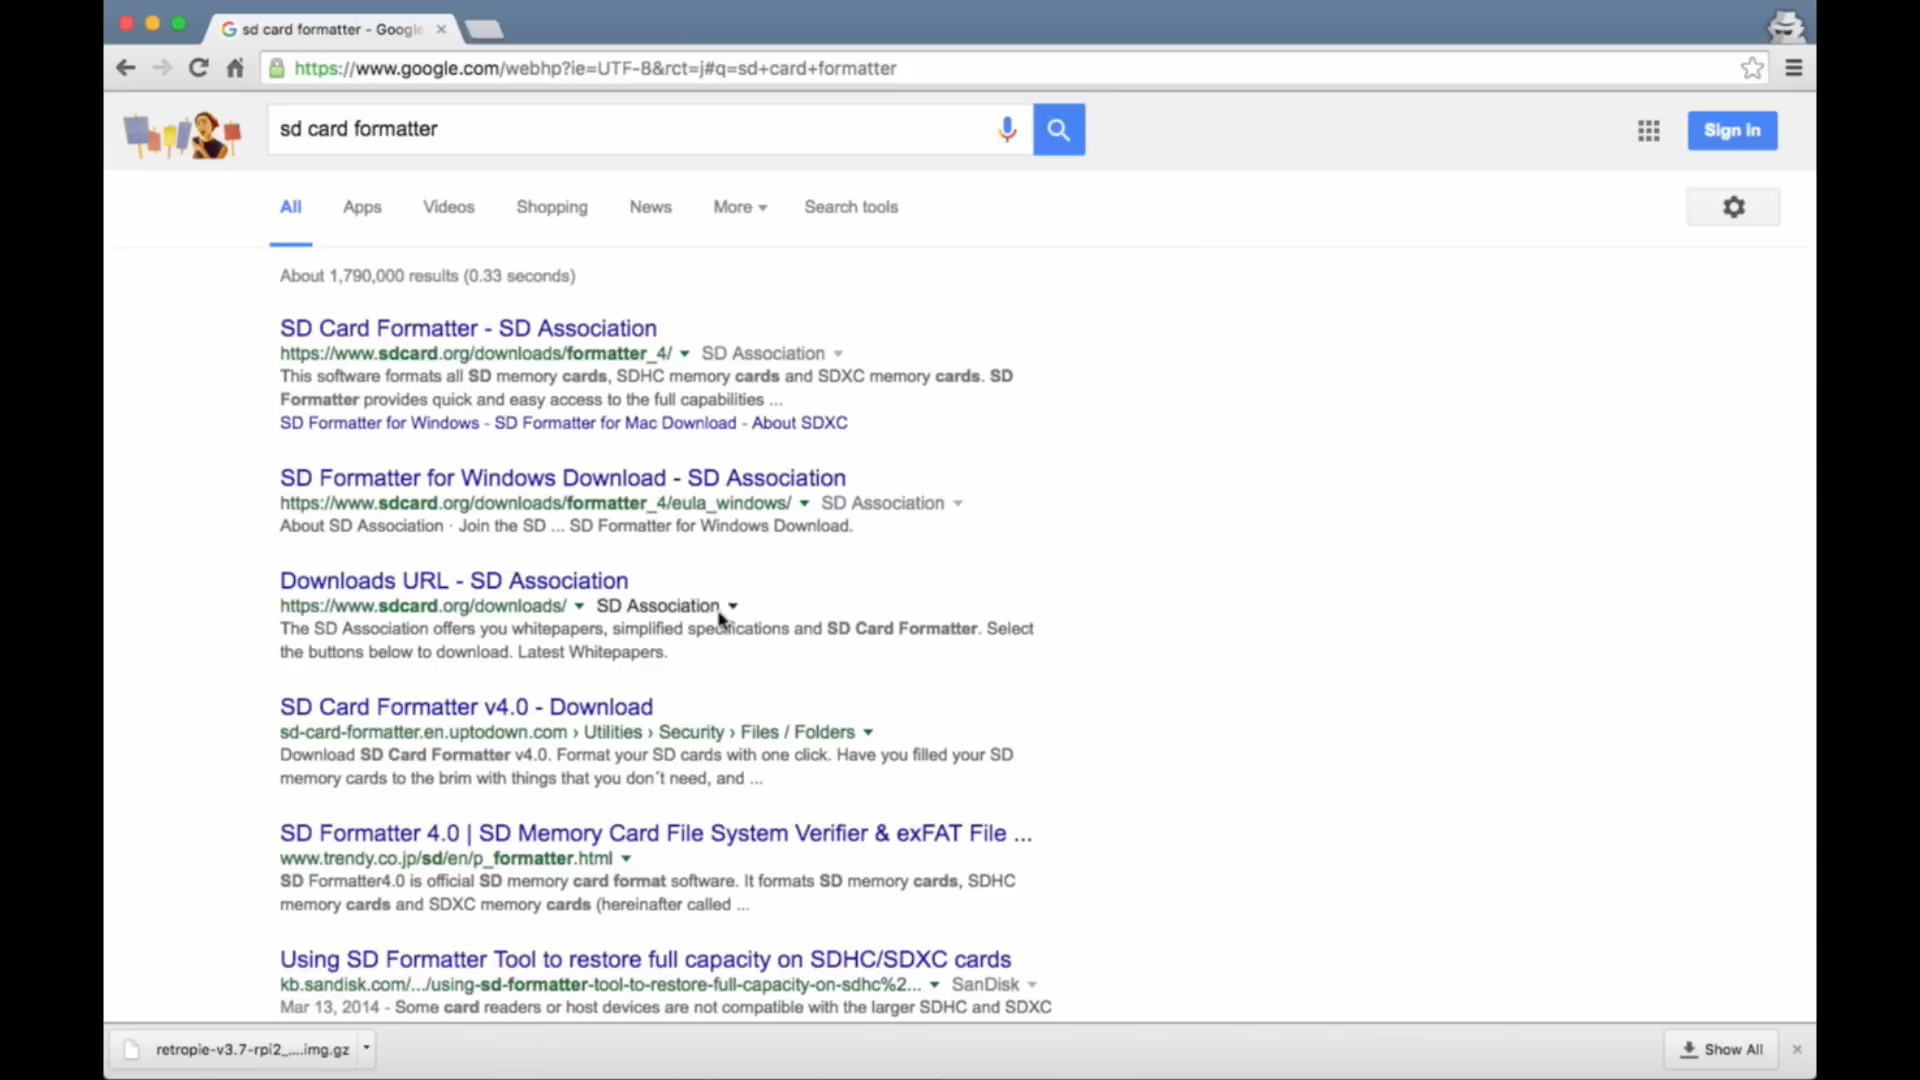 sd card formatter - Google
https://www.google.com/webhp?ie=UTF-8&rct=j#q=sd+card+formatter
sd card formatter
Sign in
All Apps Videos Shopping News More Search tools
About 1,790,000 results (0.33 seconds)
SD Card Formatter - SD Association
https://www.sdcard.org/downloads/formatter_4/ SD Association
This software formats all SD memory cards, SDHC memory cards and SDXC memory cards. SD
Formatter provides quick and easy access to the full capabilities ...
SD Formatter for Windows - SD Formatter for Mac Download - About SDXC
SD Formatter for Windows Download - SD Association
https://www.sdcard.org/downloads/formatter_4/eula_windows/ SD Association
About SD Association · Join the SD ... SD Formatter for Windows Download.
Downloads URL - SD Association
https://www.sdcard.org/downloads/ SD Association
The SD Association offers you whitepapers, simplified specifications and SD Card Formatter. Select
the buttons below to download. Latest Whitepapers.
SD Card Formatter v4.0 - Download
sd-card-formatter.en.uptodown.com › Utilities › Security › Files / Folders
Download SD Card Formatter v4.0. Format your SD cards with one click. Have you filled your SD
memory cards to the brim with things that you don´t need, and ...
SD Formatter 4.0 | SD Memory Card File System Verifier & exFAT File ...
www.trendy.co.jp/sd/en/p_formatter.html
SD Formatter4.0 is official SD memory card format software. It formats SD memory cards, SDHC
memory cards and SDXC memory cards (hereinafter called ...
Using SD Formatter Tool to restore full capacity on SDHC/SDXC cards
kb.sandisk.com/.../using-sd-formatter-tool-to-restore-full-capacity-on-sdhc%2... SanDisk
Mar 13, 2014 - Some card readers or host devices are not compatible with the larger SDHC and SDXC
retropie-v3.7-rpi2_....img.gz
Show All